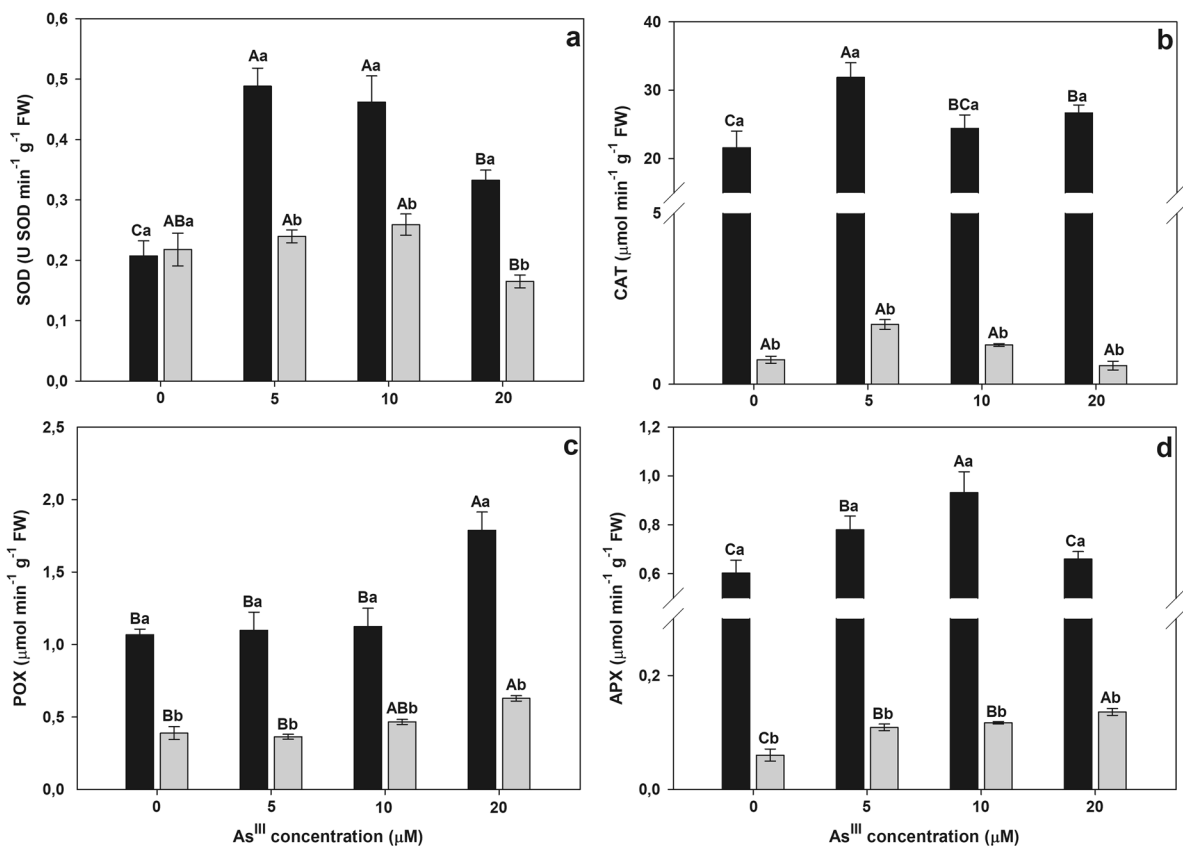 a
SOD (U SOD min⁻¹ g⁻¹ FW)
0,6
0,5
0,4
0,3
0,2
0,1
0,0
Ca ABa Aa Ab Aa Ab Ba Bb
0 5 10 20
b
CAT (µmol min⁻¹ g⁻¹ FW)
40
30
20
5
0
Ca Ab Aa Ab BCa Ab Ba Ab
0 5 10 20
c
POX (µmol min⁻¹ g⁻¹ FW)
2,5
2,0
1,5
1,0
0,5
0,0
Ba Bb Ba Bb Ba ABb Aa Ab
0 5 10 20
As^III concentration (µM)
d
APX (µmol min⁻¹ g⁻¹ FW)
1,2
1,0
0,8
0,6
0,2
0,0
Ca Cb Ba Bb Aa Bb Ca Ab
0 5 10 20
As^III concentration (µM)